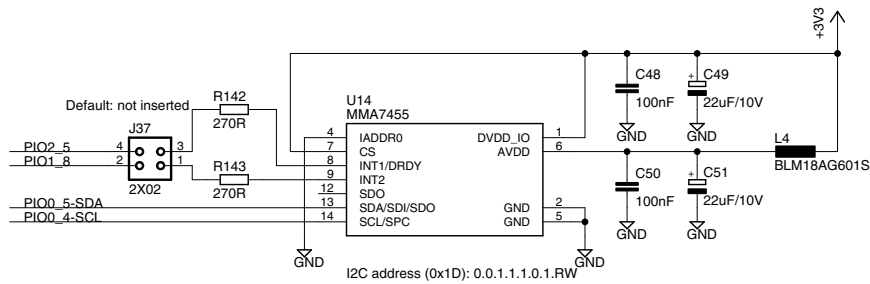 +3V3
C48
100nF
C49
22uF/10V
GND
GND
R142
270R
Default: not inserted
J37
PIO2_5
4
3
PIO1_8
2
1
2X02
R143
270R
U14
MMA7455
4
IADDR0
7
CS
8
INT1/DRDY
9
INT2
12
SDO
13
SDA/SDI/SDO
14
SCL/SPC
DVDD_IO
1
AVDD
6
GND
2
GND
5
L4
BLM18AG601S
C50
100nF
C51
22uF/10V
GND
GND
PIO0_5-SDA
PIO0_4-SCL
GND
GND
I2C address (0x1D): 0.0.1.1.1.0.1.RW
+
+